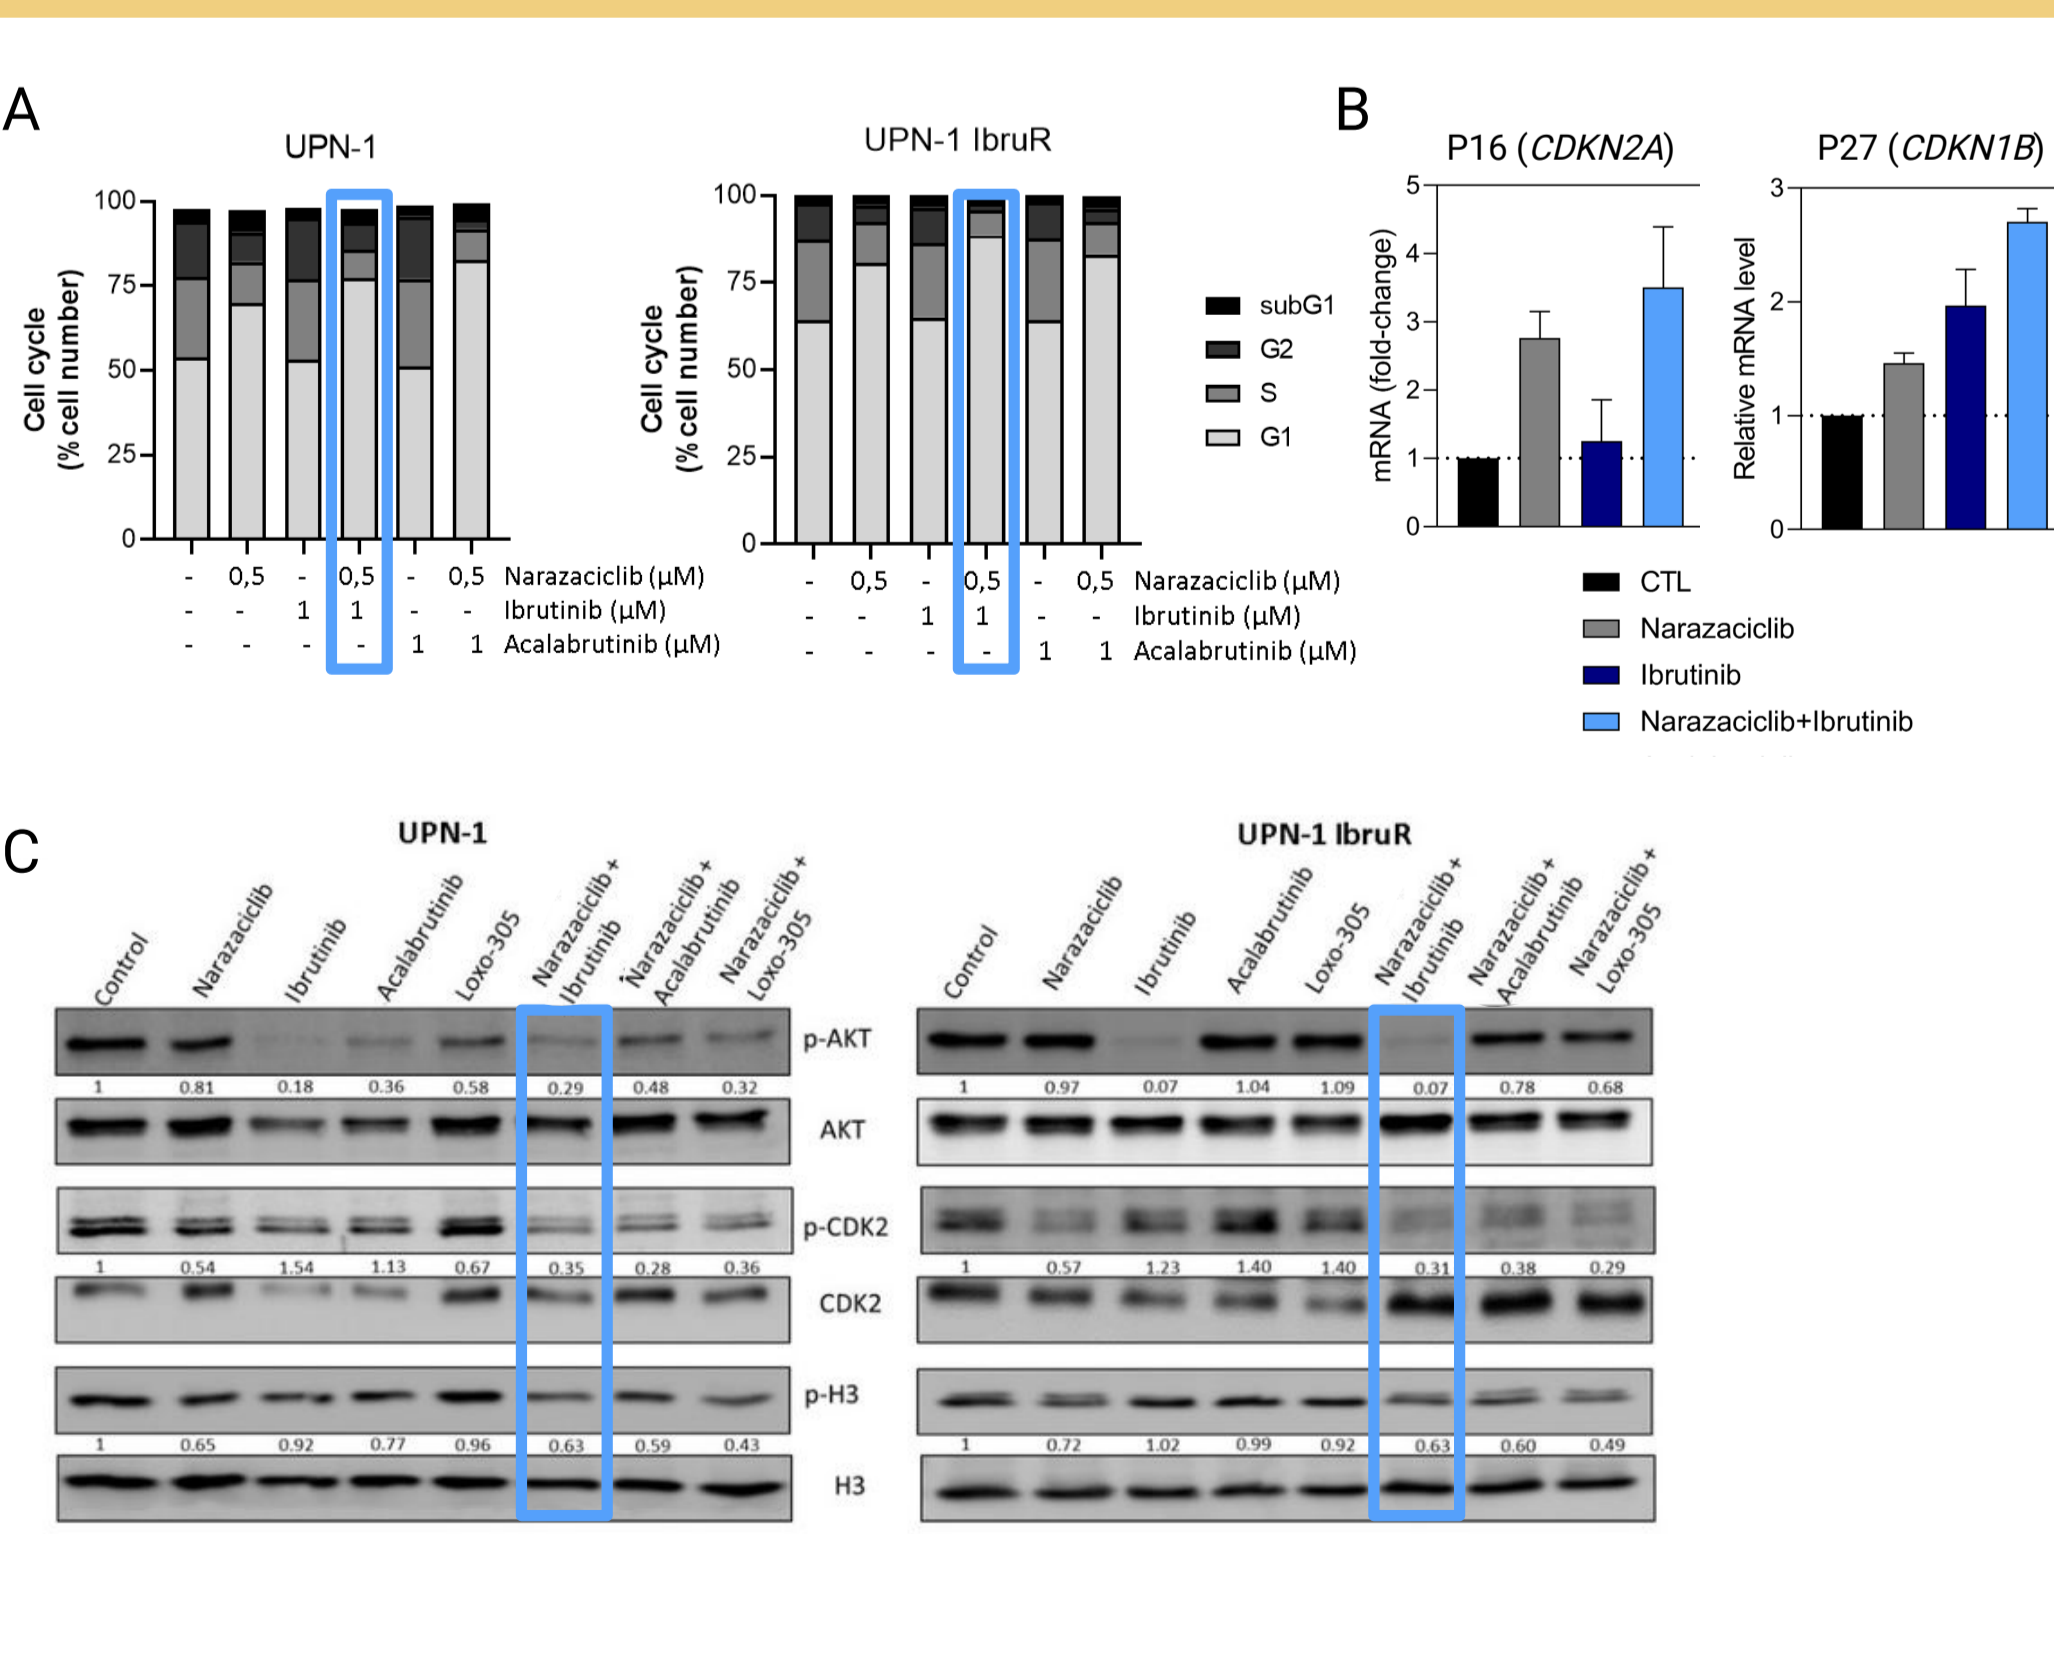 A
UPN-1
100
75
50
25
0
Cell cycle
(% cell number)
- 0,5 - 0,5 - 0,5 Narazaciclib (µM)
- - 1 1 - - Ibrutinib (µM)
- - - - 1 1 Acalabrutinib (µM)
UPN-1 IbruR
100
75
50
25
0
Cell cycle
(% cell number)
- 0,5 - 0,5 - 0,5 Narazaciclib (µM)
- - 1 1 - - Ibrutinib (µM)
- - - - 1 1 Acalabrutinib (µM)
subG1
G2
S
G1
B
P16 (CDKN2A)
5
4
3
2
1
0
mRNA (fold-change)
P27 (CDKN1B)
3
2
1
0
Relative mRNA level
CTL
Narazaciclib
Ibrutinib
Narazaciclib+Ibrutinib
C
UPN-1
Control
Narazaciclib
Ibrutinib
Acalabrutinib
Loxo-305
Narazaciclib+
Ibrutinib
Narazaciclib+
Acalabrutinib
Narazaciclib+
Loxo-305
UPN-1 IbruR
Control
Narazaciclib
Ibrutinib
Acalabrutinib
Loxo-305
Narazaciclib+
Ibrutinib
Narazaciclib+
Acalabrutinib
Narazaciclib+
Loxo-305
p-AKT
1 0.81 0.18 0.36 0.58 0.29 0.48 0.32
1 0.97 0.07 1.04 1.09 0.07 0.78 0.68
AKT
p-CDK2
1 0.54 1.54 1.13 0.67 0.35 0.28 0.36
1 0.57 1.23 1.40 1.40 0.31 0.38 0.29
CDK2
p-H3
1 0.65 0.92 0.77 0.96 0.63 0.59 0.43
1 0.72 1.02 0.99 0.92 0.63 0.60 0.49
H3